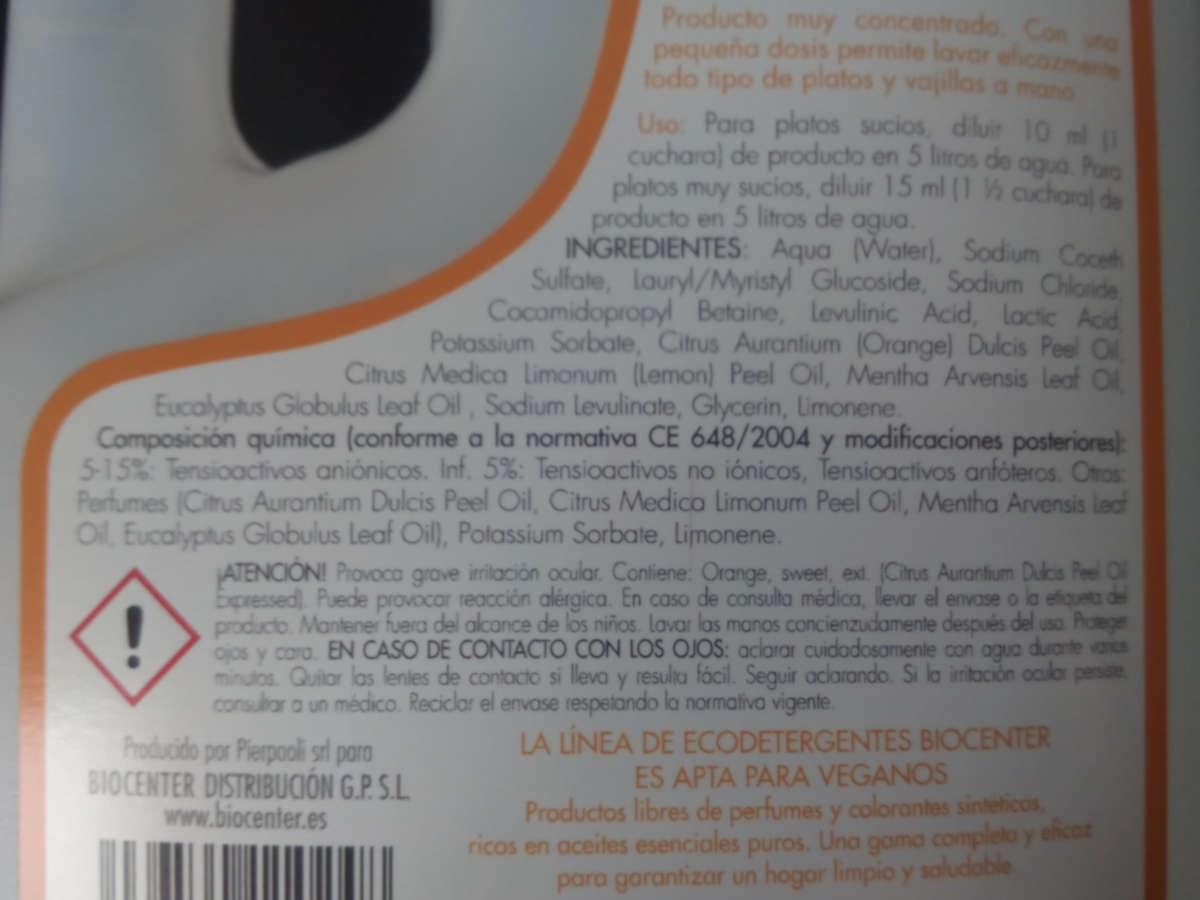 Producto muy concentrado. Con una
pequeña dosis permite lavar eficazmente
todo tipo de platos y vajillas a mano.
Uso: Para platos sucios, diluir 10 ml (1
cuchara) de producto en 5 litros de agua. Para
platos muy sucios, diluir 15 ml (1 ½ cuchara) de
producto en 5 litros de agua.
INGREDIENTES: Aqua (Water), Sodium Coceth
Sulfate, Lauryl/Myristyl Glucoside, Sodium Chloride,
Cocamidopropyl Betaine, Levulinic Acid, Lactic Acid,
Potassium Sorbate, Citrus Aurantium (Orange) Dulcis Peel Oil,
Citrus Medica Limonum (Lemon) Peel Oil, Mentha Arvensis Leaf Oil,
Eucalyptus Globulus Leaf Oil , Sodium Levulinate, Glycerin, Limonene.
Composición química (conforme a la normativa CE 648/2004 y modificaciones posteriores):
5-15%: Tensioactivos aniónicos. Inf. 5%: Tensioactivos no iónicos, Tensioactivos anfóteros. Otros:
Perfumes (Citrus Aurantium Dulcis Peel Oil, Citrus Medica Limonum Peel Oil, Mentha Arvensis Leaf
Oil, Eucalyptus Globulus Leaf Oil), Potassium Sorbate, Limonene.
¡ATENCIÓN! Provoca grave irritación ocular. Contiene: Orange, sweet, ext. (Citrus Aurantium Dulcis Peel Oil
Expressed). Puede provocar reacción alérgica. En caso de consulta médica, llevar el envase o la etiqueta del
producto. Mantener fuera del alcance de los niños. Lavar las manos concienzudamente después del uso. Proteger
ojos y cara. EN CASO DE CONTACTO CON LOS OJOS: aclarar cuidadosamente con agua durante varios
minutos. Quitar las lentes de contacto si lleva y resulta fácil. Seguir aclarando. Si la irritación ocular persiste,
consultar a un médico. Reciclar el envase respetando la normativa vigente.
Producido por Pierpaoli srl para
BIOCENTER DISTRIBUCIÓN G.P. S.L.
www.biocenter.es
LA LÍNEA DE ECODETERGENTES BIOCENTER
ES APTA PARA VEGANOS
Productos libres de perfumes y colorantes sintéticos,
ricos en aceites esenciales puros. Una gama completa y eficaz
para garantizar un hogar limpio y saludable.